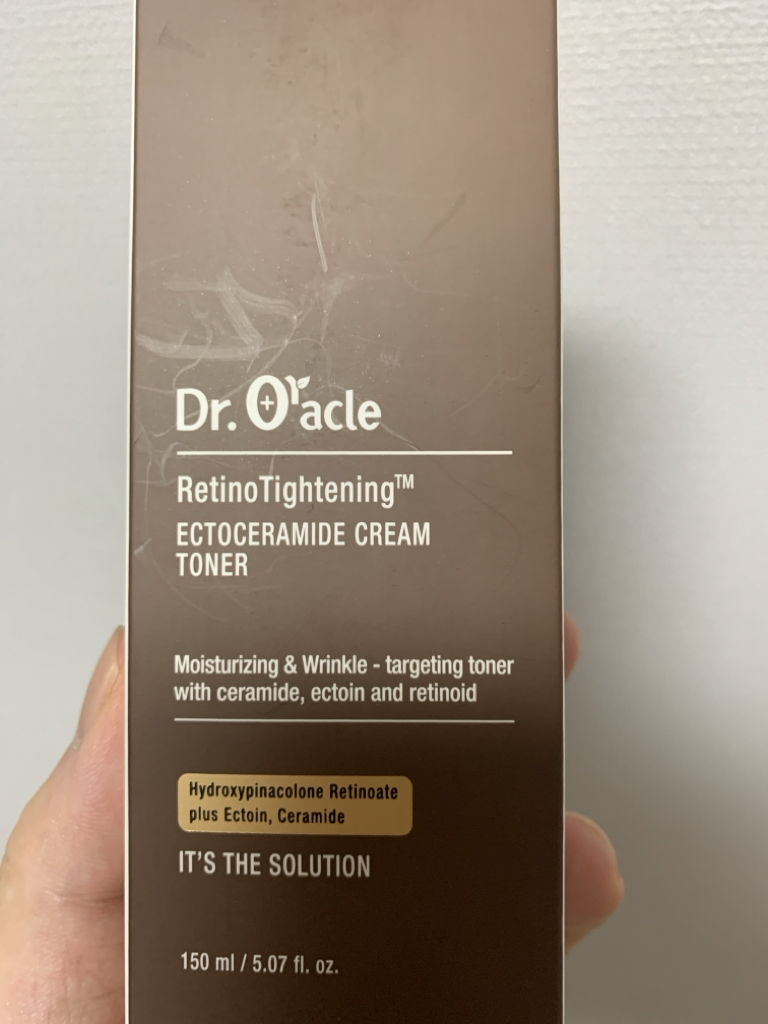 Dr. Oracle
RetinoTightening™
ECTOCERAMIDE CREAM
TONER
Moisturizing & Wrinkle - targeting toner
with ceramide, ectoin and retinoid
Hydroxypinacolone Retinoate
plus Ectoin, Ceramide
IT'S THE SOLUTION
150 ml / 5.07 fl. oz.